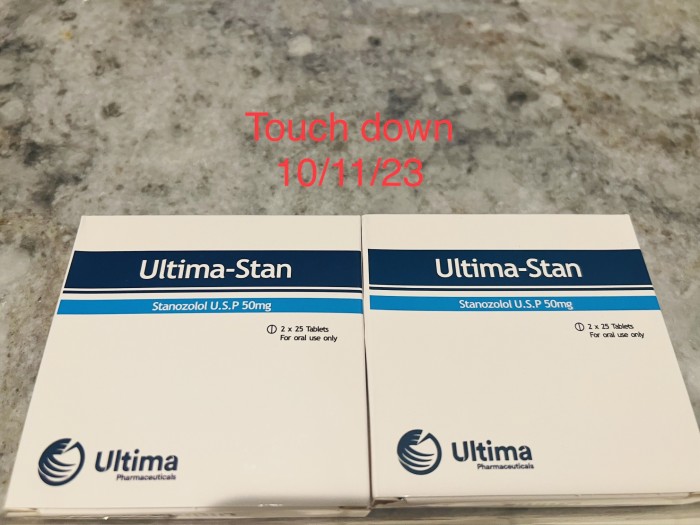 Touch down
10/11/23
Ultima-Stan
Stanozolol U.S.P 50mg
2 x 25 Tablets
For oral use only
Ultima
Pharmaceuticals
Ultima-Stan
Stanozolol U.S.P 50mg
2 x 25 Tablets
For oral use only
Ultima
Pharmaceuticals